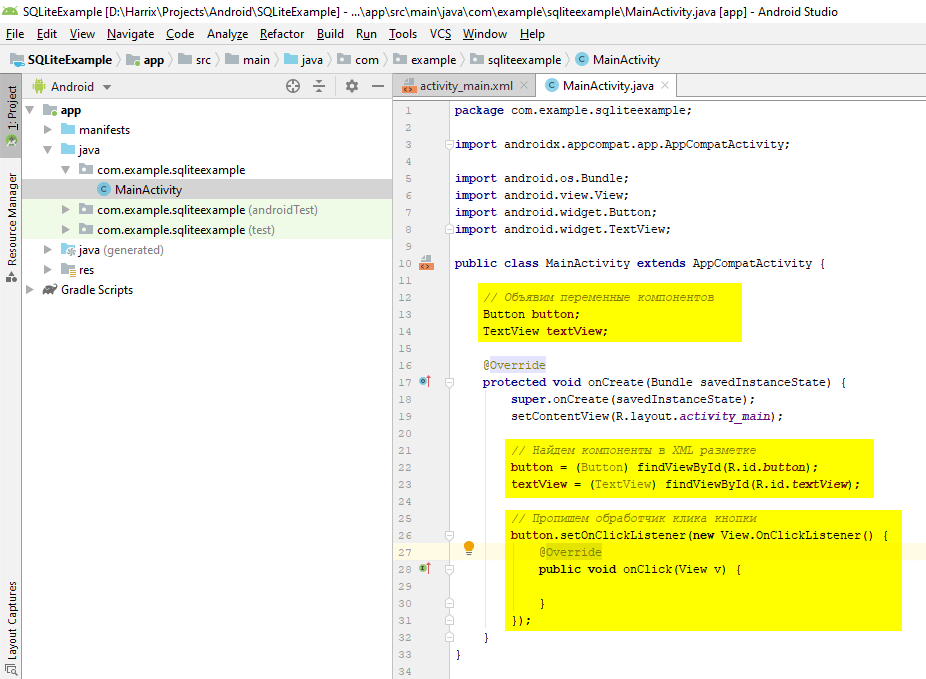 SQLiteExample [D:\Harrix\Projects\Android\SQLiteExample] - ...\app\src\main\java\com\example\sqliteexample\MainActivity.java [app] - Android Studio
File Edit View Navigate Code Analyze Refactor Build Run Tools VCS Window Help
SQLiteExample app src main java com example sqliteexample MainActivity
1: Project
Resource Manager
Layout Captures
Android
app
manifests
java
com.example.sqliteexample
MainActivity
com.example.sqliteexample (androidTest)
com.example.sqliteexample (test)
java (generated)
res
Gradle Scripts
activity_main.xml MainActivity.java
1 package com.example.sqliteexample;
2
3 import androidx.appcompat.app.AppCompatActivity;
4
5 import android.os.Bundle;
6 import android.view.View;
7 import android.widget.Button;
8 import android.widget.TextView;
9
10 public class MainActivity extends AppCompatActivity {
11
12 // Объявим переменные компонентов
13 Button button;
14 TextView textView;
15
16 @Override
17 protected void onCreate(Bundle savedInstanceState) {
18 super.onCreate(savedInstanceState);
19 setContentView(R.layout.activity_main);
20
21 // Найдем компоненты в XML разметке
22 button = (Button) findViewById(R.id.button);
23 textView = (TextView) findViewById(R.id.textView);
24
25 // Пропишем обработчик клика кнопки
26 button.setOnClickListener(new View.OnClickListener() {
27 @Override
28 public void onClick(View v) {
29
30 }
31 });
32 }
33 }
34